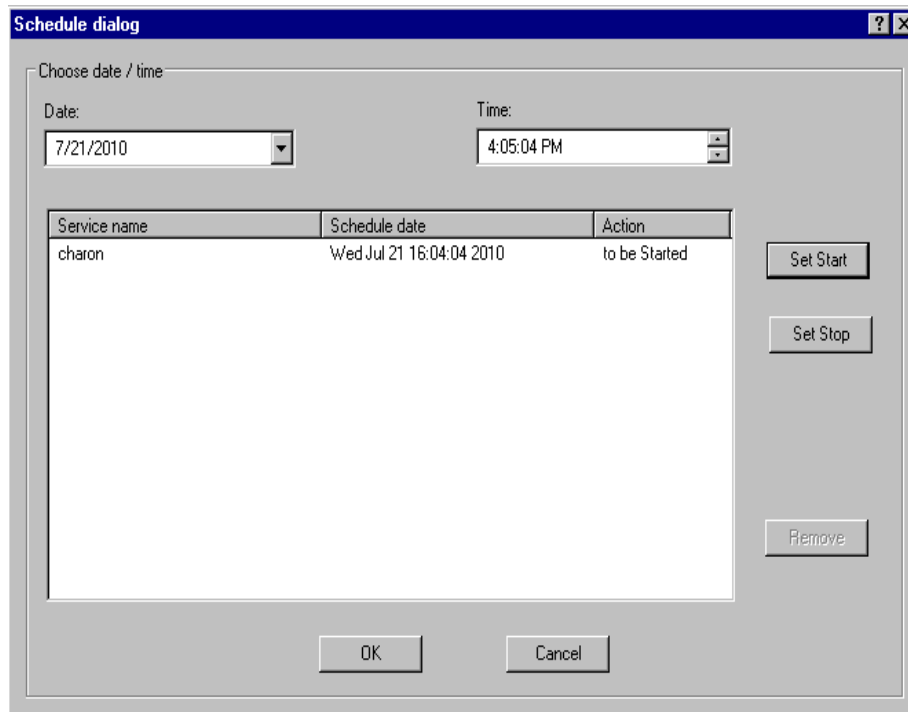 Schedule dialog
Choose date / time
Date:
Time:
7/21/2010
4:05:04 PM
Service name Schedule date Action
charon Wed Jul 21 16:04:04 2010 to be Started
Set Start
Set Stop
Remove
OK Cancel